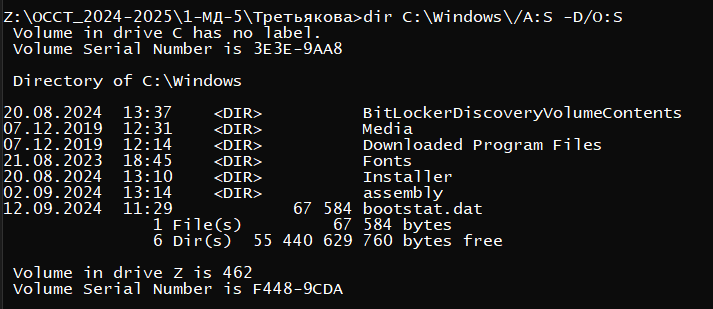 Z:\ОССТ_2024-2025\1-МД-5\Третьякова>dir C:\Windows\/A:S -D/O:S
Volume in drive C has no label.
Volume Serial Number is 3E3E-9AA8
Directory of C:\Windows
20.08.2024 13:37 <DIR> BitLockerDiscoveryVolumeContents
07.12.2019 12:31 <DIR> Media
07.12.2019 12:14 <DIR> Downloaded Program Files
21.08.2023 18:45 <DIR> Fonts
20.08.2024 13:10 <DIR> Installer
02.09.2024 13:14 <DIR> assembly
12.09.2024 11:29 67 584 bootstat.dat
1 File(s) 67 584 bytes
6 Dir(s) 55 440 629 760 bytes free
Volume in drive Z is 462
Volume Serial Number is F448-9CDA